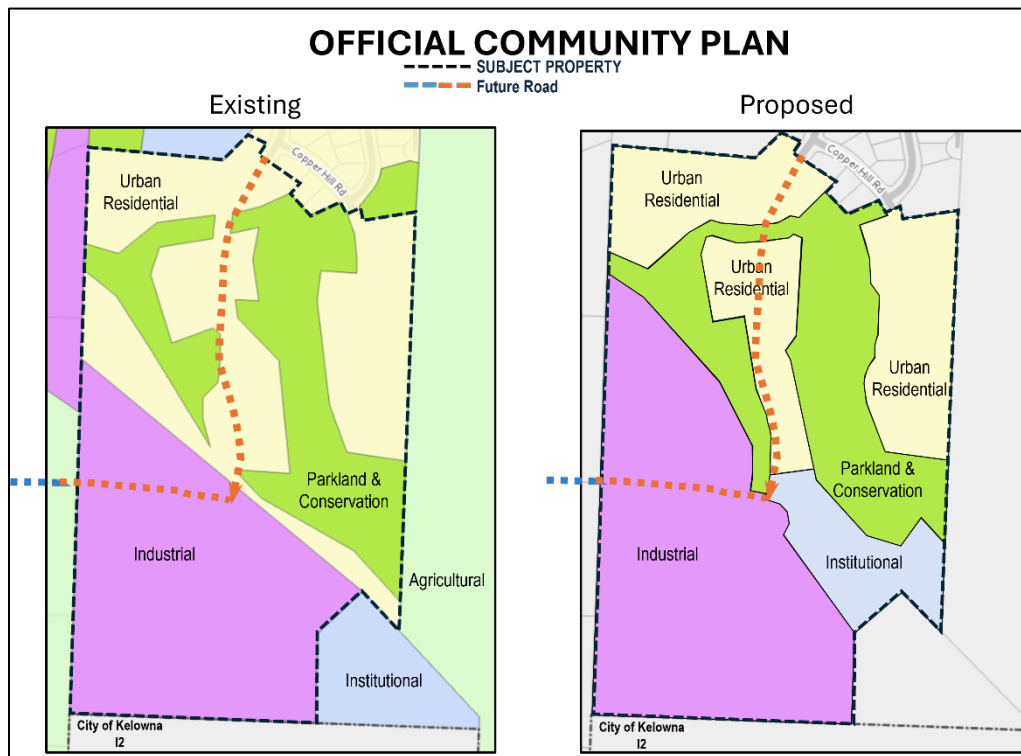 OFFICIAL COMMUNITY PLAN
SUBJECT PROPERTY
Future Road
Existing
Proposed
Copper Hill Rd
Urban
Residential
Parkland &
Conservation
Industrial
Agricultural
Institutional
City of Kelowna
I2
Copper Hill Rd
Urban
Residential
Urban
Residential
Urban
Residential
Parkland &
Conservation
Industrial
Institutional
City of Kelowna
I2